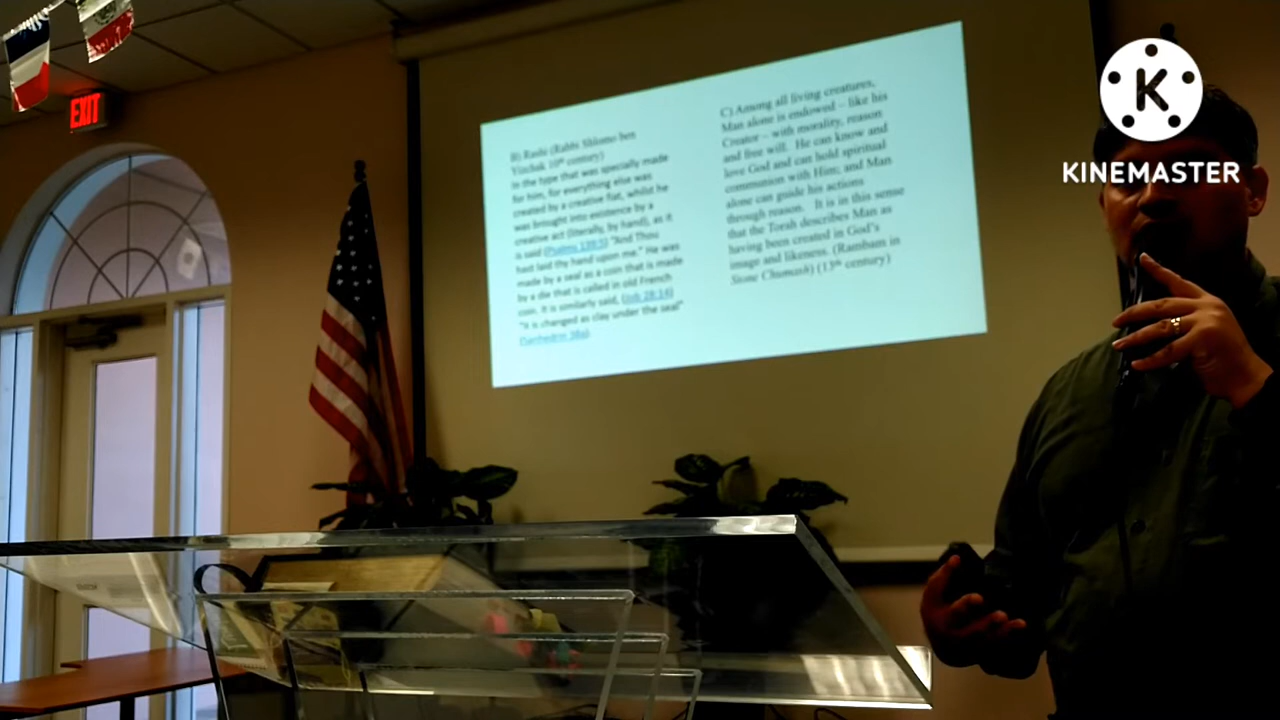 EXIT
K
KINEMASTER
B) Rashi (Rabbi Shlomo ben
Yitzchak 10th century)
In the type that was specially made
for him, for everything else was
created by a creative fiat, whilst he
was brought into existence by a
creative act (literally, by hand), as it
is said (Psalms 139:5) "And Thou
hast laid thy hand upon me." He was
made by a seal as a coin that is made
by a die that is called in old French
coin. It is similarly said, (Job 38:14)
"It is changed as clay under the seal"
(Sanhedrin 38a)
C) Among all living creatures,
Man alone is endowed – like his
Creator – with morality, reason
and free will. He can know and
love God and can hold spiritual
communion with Him; and Man
alone can guide his actions
through reason. It is in this sense
that the Torah describes Man as
having been created in God's
image and likeness. (Rambam in
Stone Chumash) (13th century)